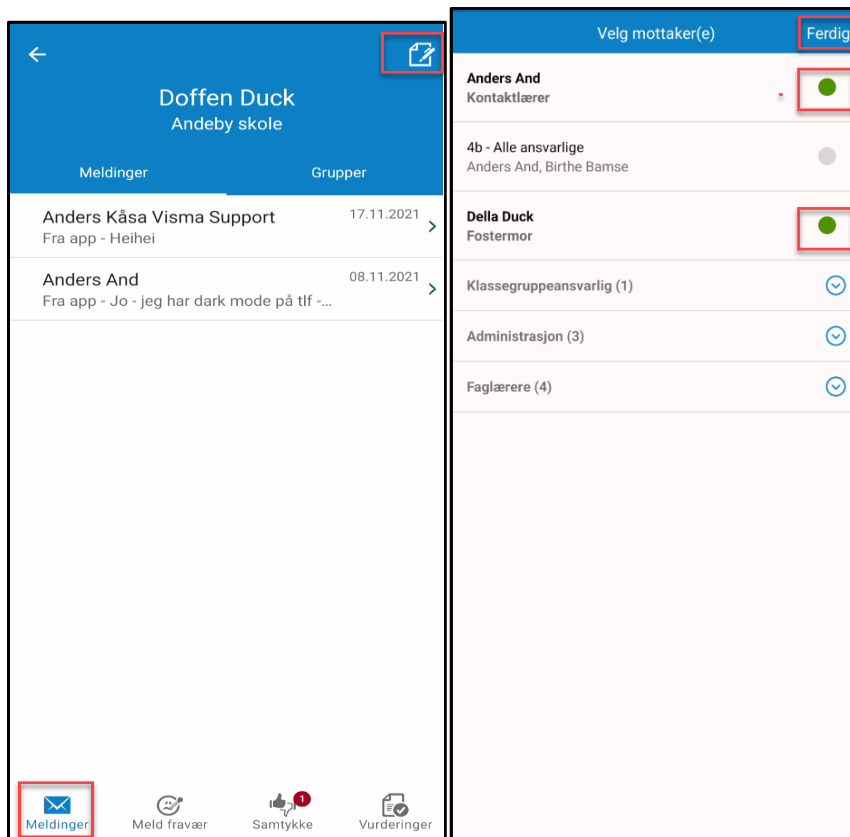 Doffen Duck
Andeby skole
Meldinger Grupper
Anders Kåsa Visma Support 17.11.2021
Fra app - Heihei
Anders And 08.11.2021
Fra app - Jo - jeg har dark mode på tlf -...
Meldinger Meld fravær Samtykke 1 Vurderinger
Velg mottaker(e) Ferdig
Anders And
Kontaktlærer
4b - Alle ansvarlige
Anders And, Birthe Bamse
Della Duck
Fostermor
Klassegruppeansvarlig (1)
Administrasjon (3)
Faglærere (4)